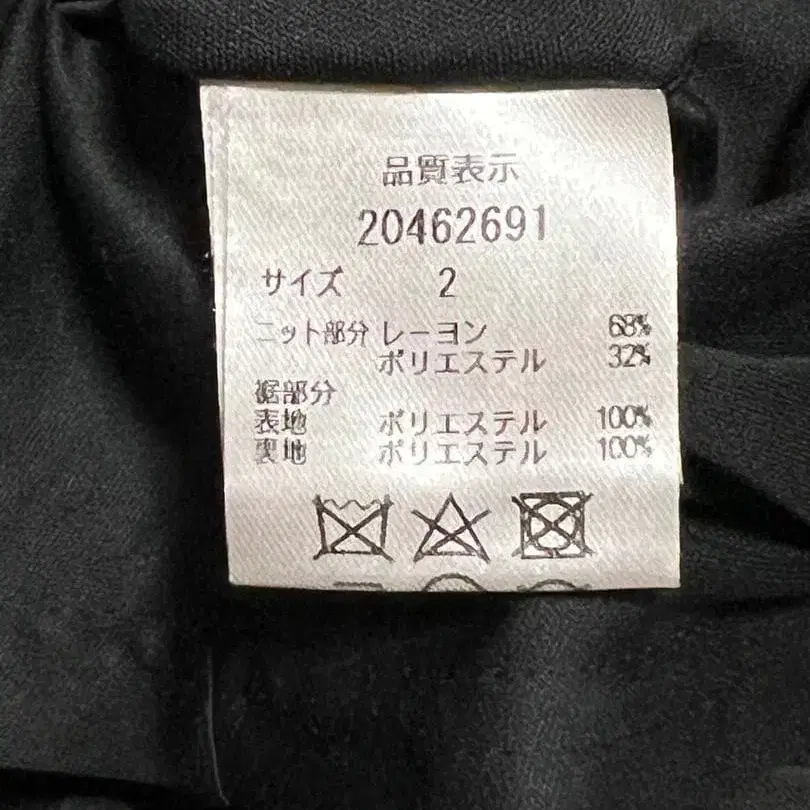 品質表示
20462691
サイズ 2
ニット部分 レーヨン 68%
ポリエステル 32%
裾部分
表地 ポリエステル 100%
裏地 ポリエステル 100%